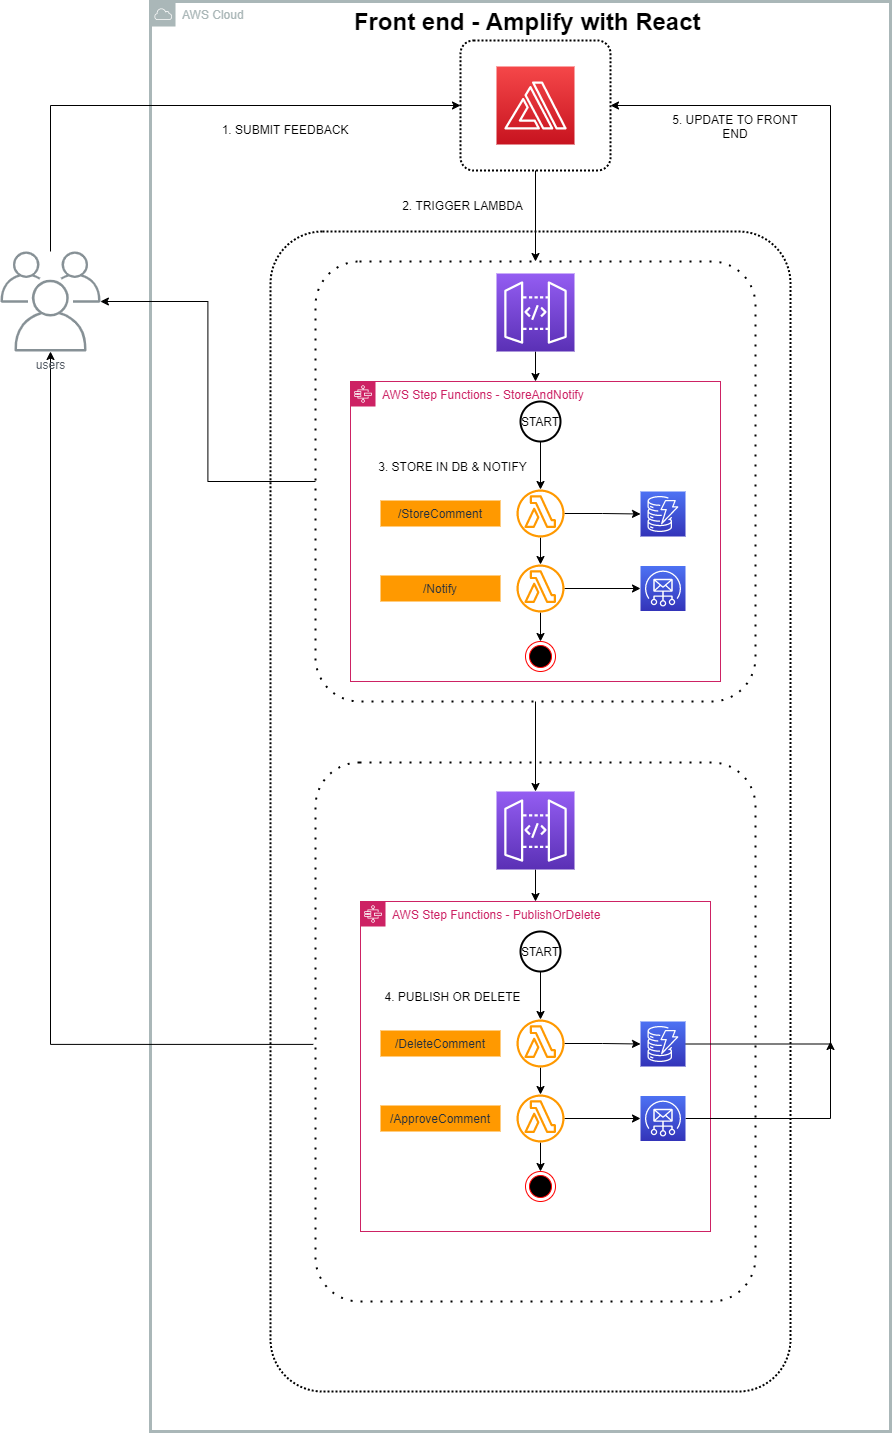 AWS Cloud
Front end - Amplify with React
1. SUBMIT FEEDBACK
5. UPDATE TO FRONT
END
2. TRIGGER LAMBDA
users
AWS Step Functions - StoreAndNotify
START
3. STORE IN DB & NOTIFY
/StoreComment
/Notify
AWS Step Functions - PublishOrDelete
START
4. PUBLISH OR DELETE
/DeleteComment
/ApproveComment